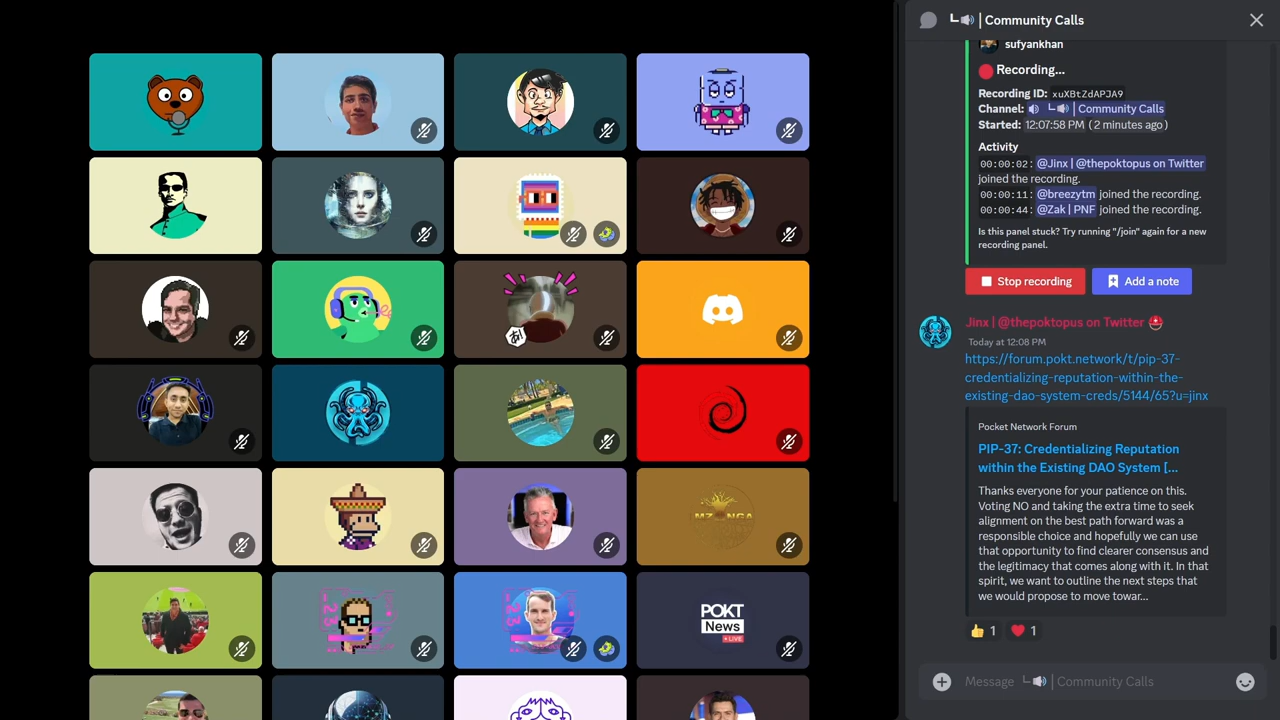 └🔊 | Community Calls
sufyankhan
Recording...
Recording ID: xuXBtZdAPJA9
Channel: └🔊 | Community Calls
Started: 12:07:58 PM (2 minutes ago)
Activity
00:00:02: @Jinx | @thepoktopus on Twitter
joined the recording.
00:00:11: @breezytm joined the recording.
00:00:44: @Zak | PNF joined the recording.
Is this panel stuck? Try running "/join" again for a new
recording panel.
Stop recording
Add a note
Jinx | @thepoktopus on Twitter
Today at 12:08 PM
https://forum.pokt.network/t/pip-37-
credentializing-reputation-within-the-
existing-dao-system-creds/5144/65?u=jinx
Pocket Network Forum
PIP-37: Credentializing Reputation
within the Existing DAO System [...
Thanks everyone for your patience on this.
Voting NO and taking the extra time to seek
alignment on the best path forward was a
responsible choice and hopefully we can use
that opportunity to find clearer consensus and
the legitimacy that comes along with it. In that
spirit, we want to outline the next steps that
we would propose to move towar...
👍 1 ❤️ 1
Message └🔊 | Community Calls
あ
MZONGA
POKT
News
LIVE